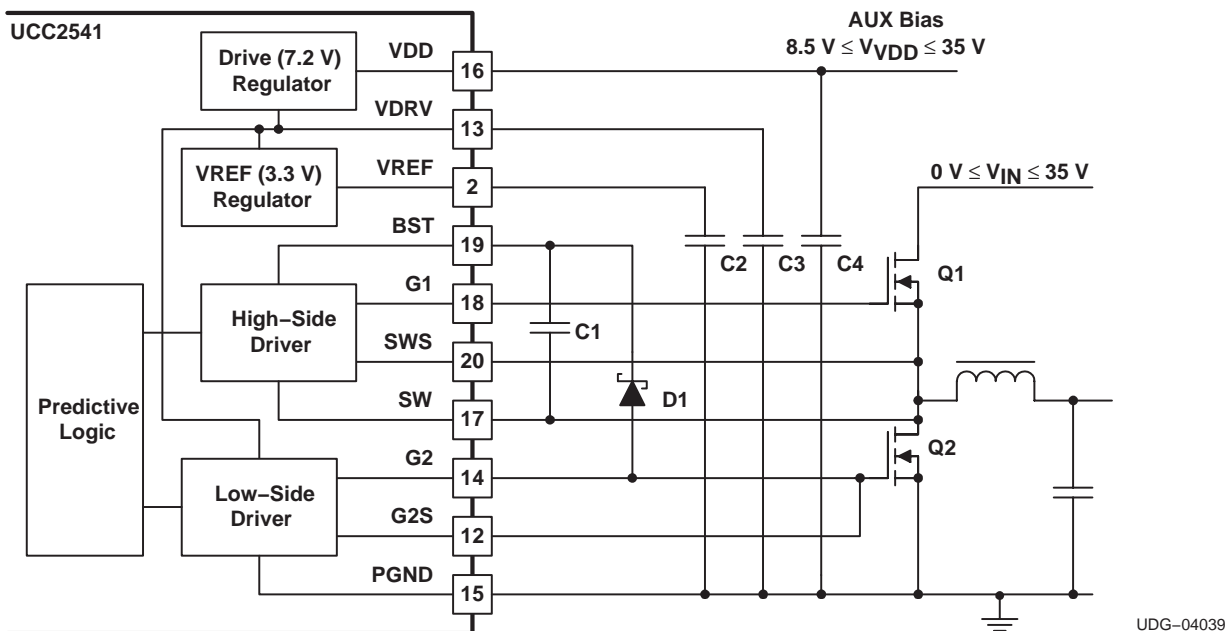 UCC2541
AUX Bias
8.5 V ≤ VVDD ≤ 35 V
Drive (7.2 V)
Regulator
VDD
16
VDRV
13
VREF (3.3 V)
Regulator
VREF
2
0 V ≤ VIN ≤ 35 V
BST
19
C2
C3
C4
Q1
G1
18
High−Side
Driver
C1
SWS
20
Predictive
Logic
SW
17
D1
Q2
G2
14
Low−Side
Driver
G2S
12
PGND
15
UDG−04039